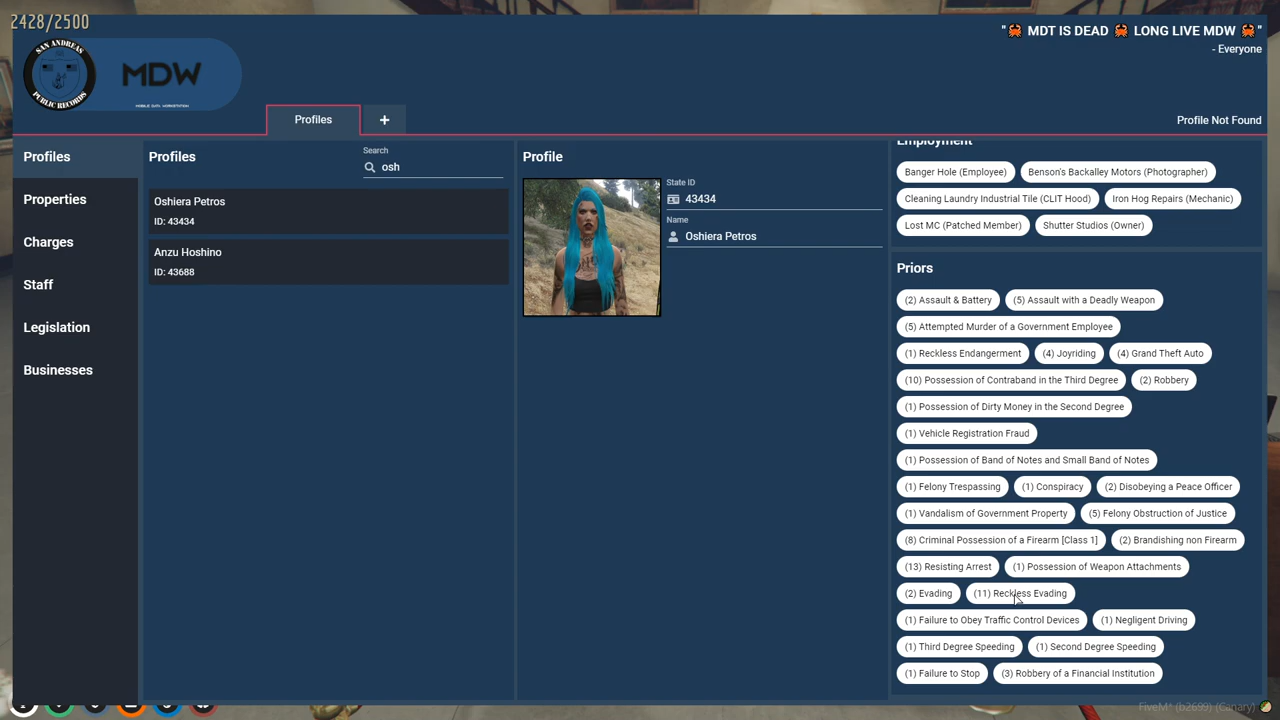 2428/2500
" 🦀 MDT IS DEAD 🦀 LONG LIVE MDW 🦀 "
- Everyone
SAN ANDREAS
PUBLIC RECORDS
MDW
MOBILE DATA WORKSTATION
Profiles
+
Profile Not Found
Profiles
Properties
Charges
Staff
Legislation
Businesses
Profiles
Search
osh
Oshiera Petros
ID: 43434
Anzu Hoshino
ID: 43688
Profile
State ID
43434
Name
Oshiera Petros
Employment
Banger Hole (Employee) Benson's Backalley Motors (Photographer)
Cleaning Laundry Industrial Tile (CLIT Hood) Iron Hog Repairs (Mechanic)
Lost MC (Patched Member) Shutter Studios (Owner)
Priors
(2) Assault & Battery (5) Assault with a Deadly Weapon
(5) Attempted Murder of a Government Employee
(1) Reckless Endangerment (4) Joyriding (4) Grand Theft Auto
(10) Possession of Contraband in the Third Degree (2) Robbery
(1) Possession of Dirty Money in the Second Degree
(1) Vehicle Registration Fraud
(1) Possession of Band of Notes and Small Band of Notes
(1) Felony Trespassing (1) Conspiracy (2) Disobeying a Peace Officer
(1) Vandalism of Government Property (5) Felony Obstruction of Justice
(8) Criminal Possession of a Firearm [Class 1] (2) Brandishing non Firearm
(13) Resisting Arrest (1) Possession of Weapon Attachments
(2) Evading (11) Reckless Evading
(1) Failure to Obey Traffic Control Devices (1) Negligent Driving
(1) Third Degree Speeding (1) Second Degree Speeding
(1) Failure to Stop (3) Robbery of a Financial Institution
FiveM* (b2699) (Canary)